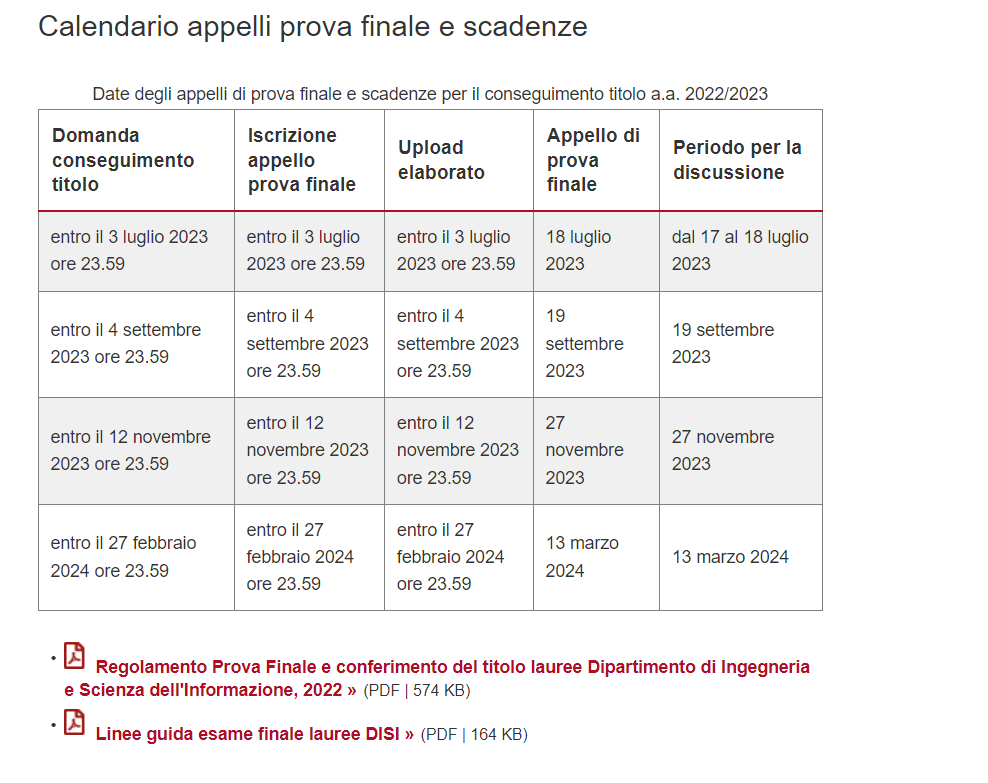 Calendario appelli prova finale e scadenze
Date degli appelli di prova finale e scadenze per il conseguimento titolo a.a. 2022/2023
Domanda
conseguimento
titolo
Iscrizione
appello
prova finale
Upload
elaborato
Appello di
prova
finale
Periodo per la
discussione
entro il 3 luglio 2023
ore 23.59
entro il 3 luglio
2023 ore 23.59
entro il 3 luglio
2023 ore 23.59
18 luglio
2023
dal 17 al 18 luglio
2023
entro il 4 settembre
2023 ore 23.59
entro il 4
settembre 2023
ore 23.59
entro il 4
settembre 2023
ore 23.59
19
settembre
2023
19 settembre
2023
entro il 12 novembre
2023 ore 23.59
entro il 12
novembre 2023
ore 23.59
entro il 12
novembre 2023
ore 23.59
27
novembre
2023
27 novembre
2023
entro il 27 febbraio
2024 ore 23.59
entro il 27
febbraio 2024
ore 23.59
entro il 27
febbraio 2024
ore 23.59
13 marzo
2024
13 marzo 2024
• Regolamento Prova Finale e conferimento del titolo lauree Dipartimento di Ingegneria
e Scienza dell'Informazione, 2022 » (PDF | 574 KB)
• Linee guida esame finale lauree DISI » (PDF | 164 KB)